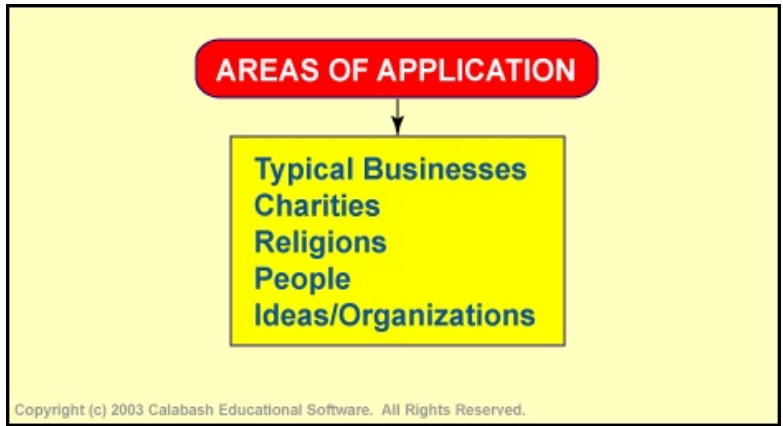 AREAS OF APPLICATION
Typical Businesses
Charities
Religions
People
Ideas/Organizations
Copyright (c) 2003 Calabash Educational Software. All Rights Reserved.